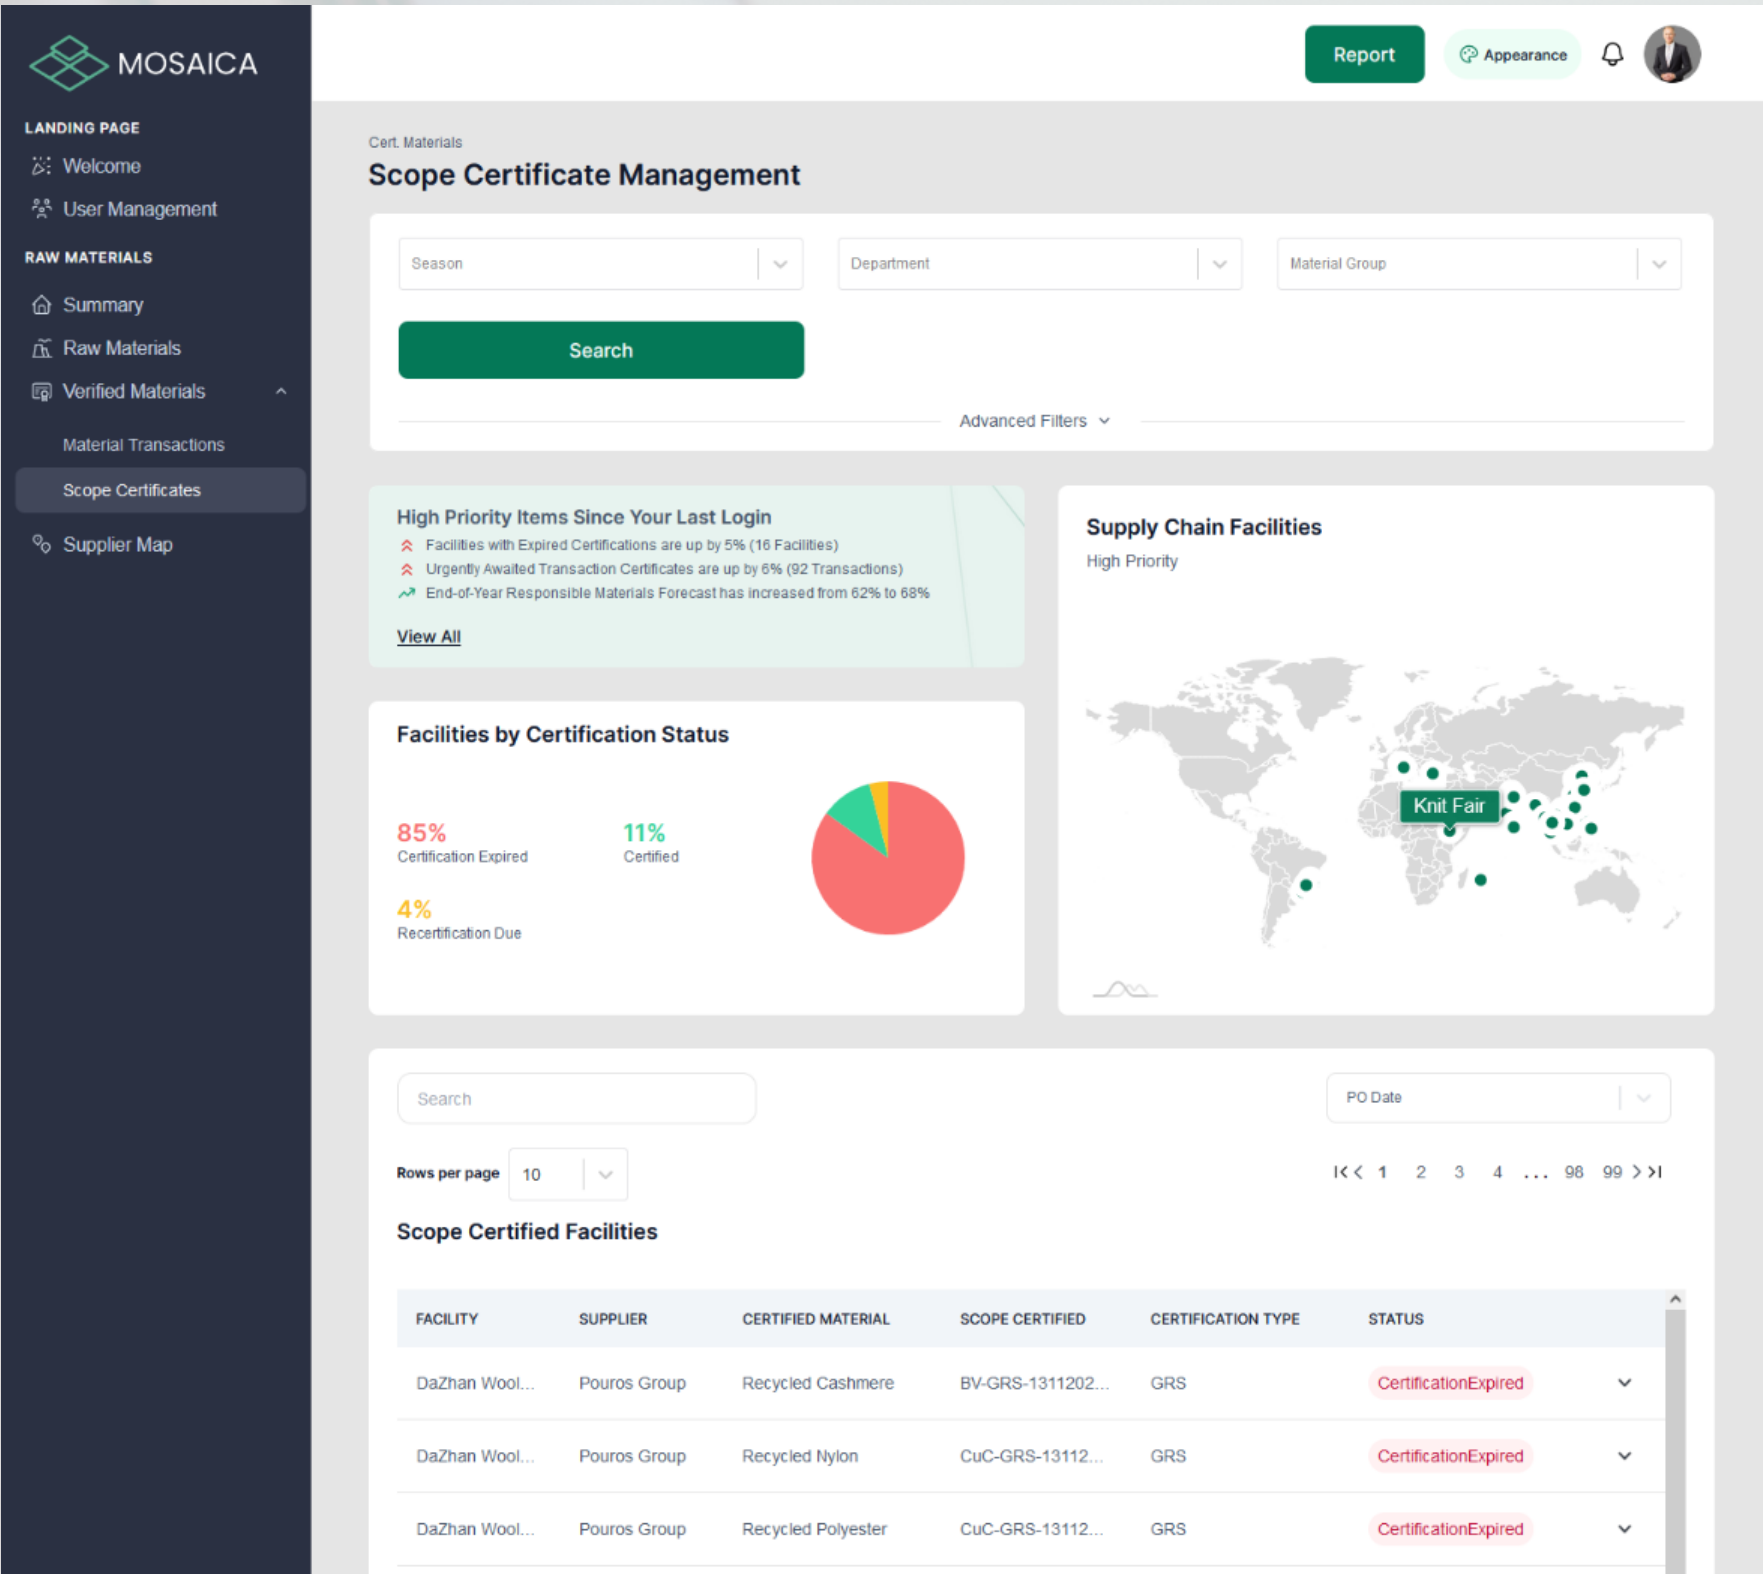 MOSAICA
LANDING PAGE
Welcome
User Management
RAW MATERIALS
Summary
Raw Materials
Verified Materials
Material Transactions
Scope Certificates
Supplier Map
Report
Appearance
Cert. Materials
Scope Certificate Management
Season
Department
Material Group
Search
Advanced Filters
High Priority Items Since Your Last Login
Facilities with Expired Certifications are up by 5% (16 Facilities)
Urgently Awaited Transaction Certificates are up by 6% (92 Transactions)
End-of-Year Responsible Materials Forecast has increased from 62% to 68%
View All
Supply Chain Facilities
High Priority
Knit Fair
Facilities by Certification Status
85%
Certification Expired
11%
Certified
4%
Recertification Due
Search
PO Date
Rows per page 10
1 2 3 4 ... 98 99
Scope Certified Facilities
FACILITY SUPPLIER CERTIFIED MATERIAL SCOPE CERTIFIED CERTIFICATION TYPE STATUS
DaZhan Wool... Pouros Group Recycled Cashmere BV-GRS-1311202... GRS CertificationExpired
DaZhan Wool... Pouros Group Recycled Nylon CuC-GRS-13112... GRS CertificationExpired
DaZhan Wool... Pouros Group Recycled Polyester CuC-GRS-13112... GRS CertificationExpired